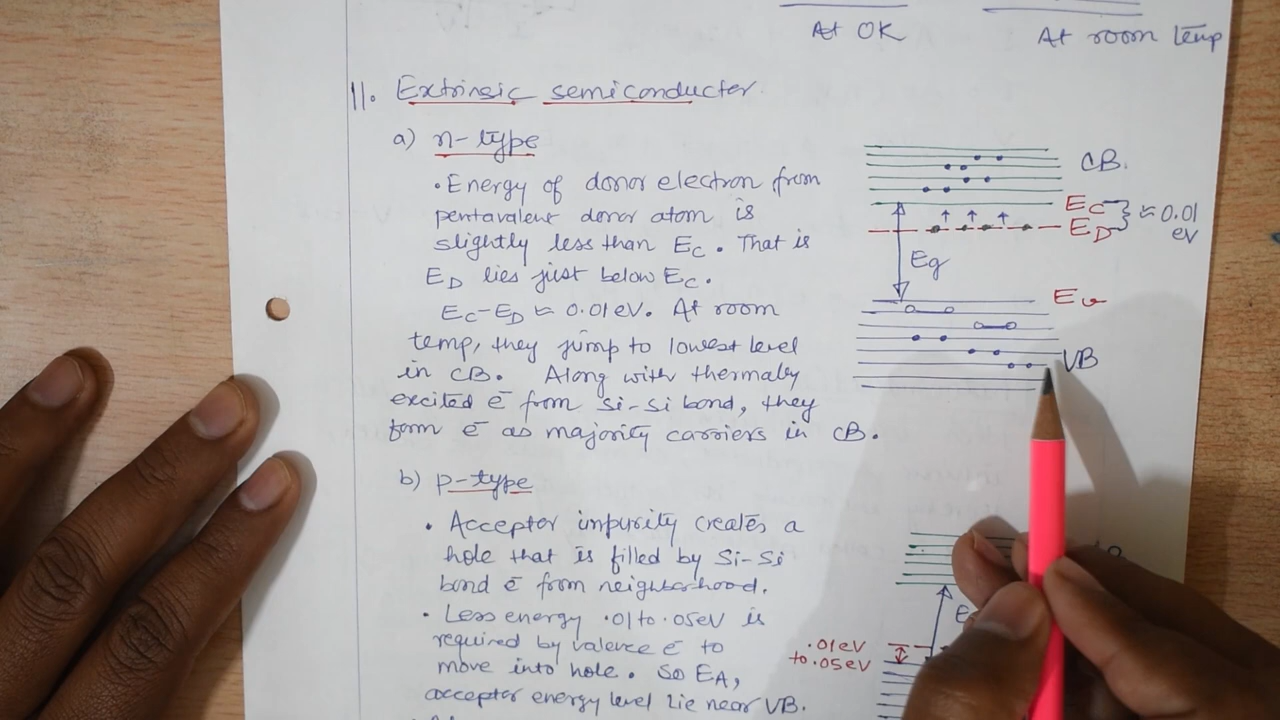 At 0K
At room temp
11. Extrinsic semiconductor
a) n-type
• Energy of donor electron from
pentavalent donor atom is
slightly less than EC. That is
ED lies just below EC.
EC-ED ≈ 0.01eV. At room
temp, they jump to lowest level
in CB. Along with thermally
excited ē from Si-Si bond, they
form ē as majority carriers in CB.
CB.
EC
ED
≈ 0.01
eV
Eg
Ev
VB
b) p-type
• Acceptor impurity creates a
hole that is filled by Si-Si
bond ē from neighborhood.
• Less energy .01 to .05eV is
required by valence ē to
move into hole. So EA,
acceptor energy level lie near VB.
E
.01eV
to .05eV